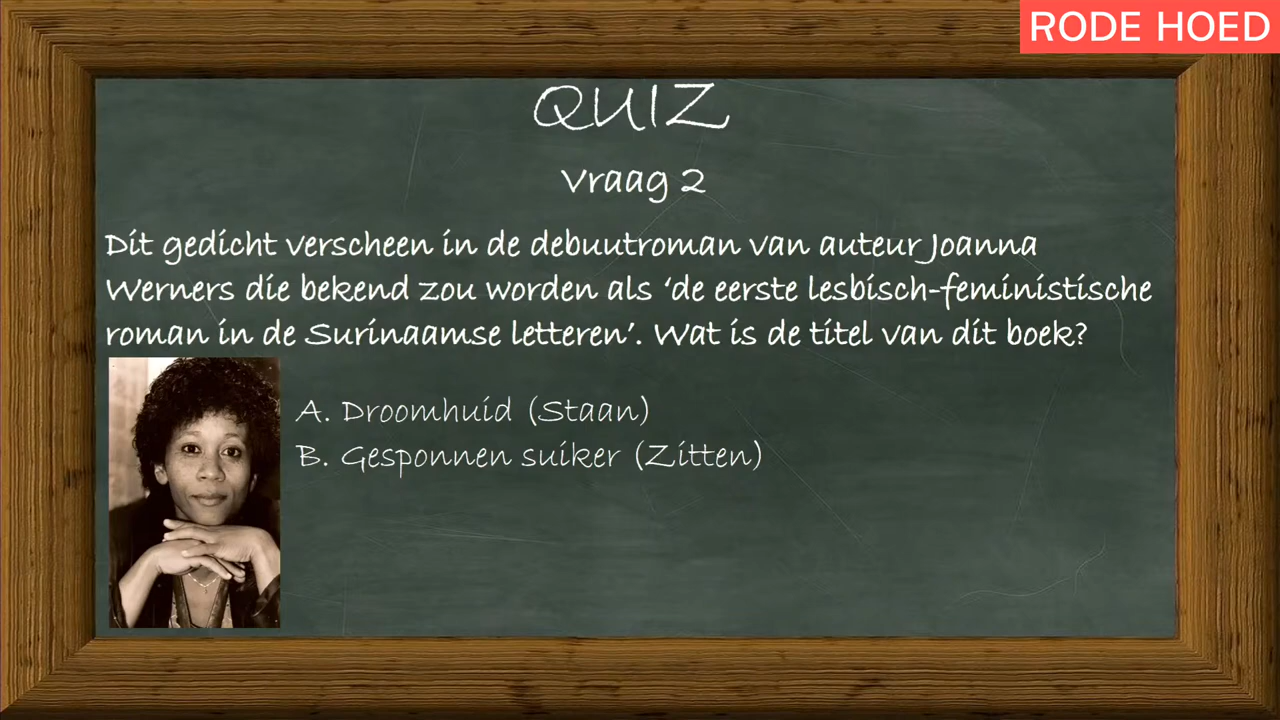 RODE HOED
QUIZ
Vraag 2
Dit gedicht verscheen in de debuutroman van auteur Joanna
Werners die bekend zou worden als ‘de eerste lesbisch-feministische
roman in de Surinaamse letteren’. Wat is de titel van dit boek?
A. Droomhuid (Staan)
B. Gesponnen suiker (Zitten)